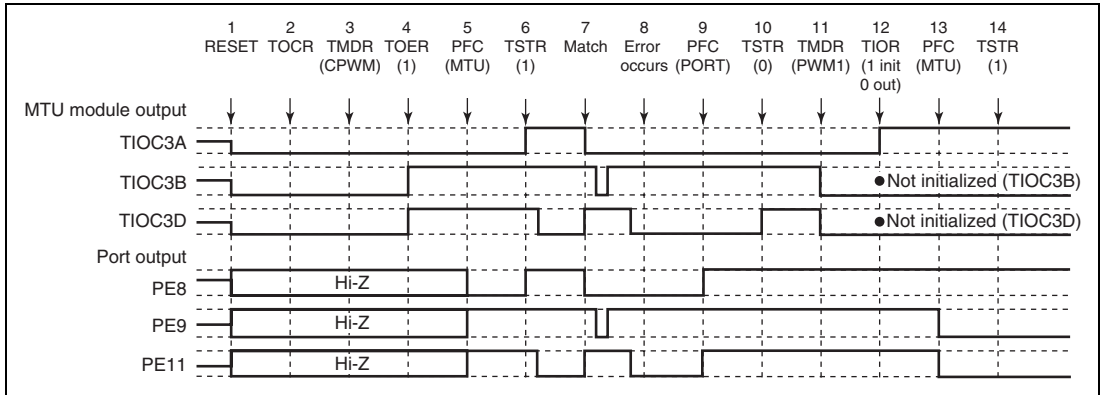 1 2 3 4 5 6 7 8 9 10 11 12 13 14
RESET TOCR TMDR TOER PFC TSTR Match Error PFC TSTR TMDR TIOR PFC TSTR
(CPWM) (1) (MTU) (1) occurs (PORT) (0) (PWM1) (1 init (MTU) (1)
0 out)
MTU module output
TIOC3A
TIOC3B
●Not initialized (TIOC3B)
TIOC3D
●Not initialized (TIOC3D)
Port output
PE8
Hi-Z
PE9
Hi-Z
PE11
Hi-Z